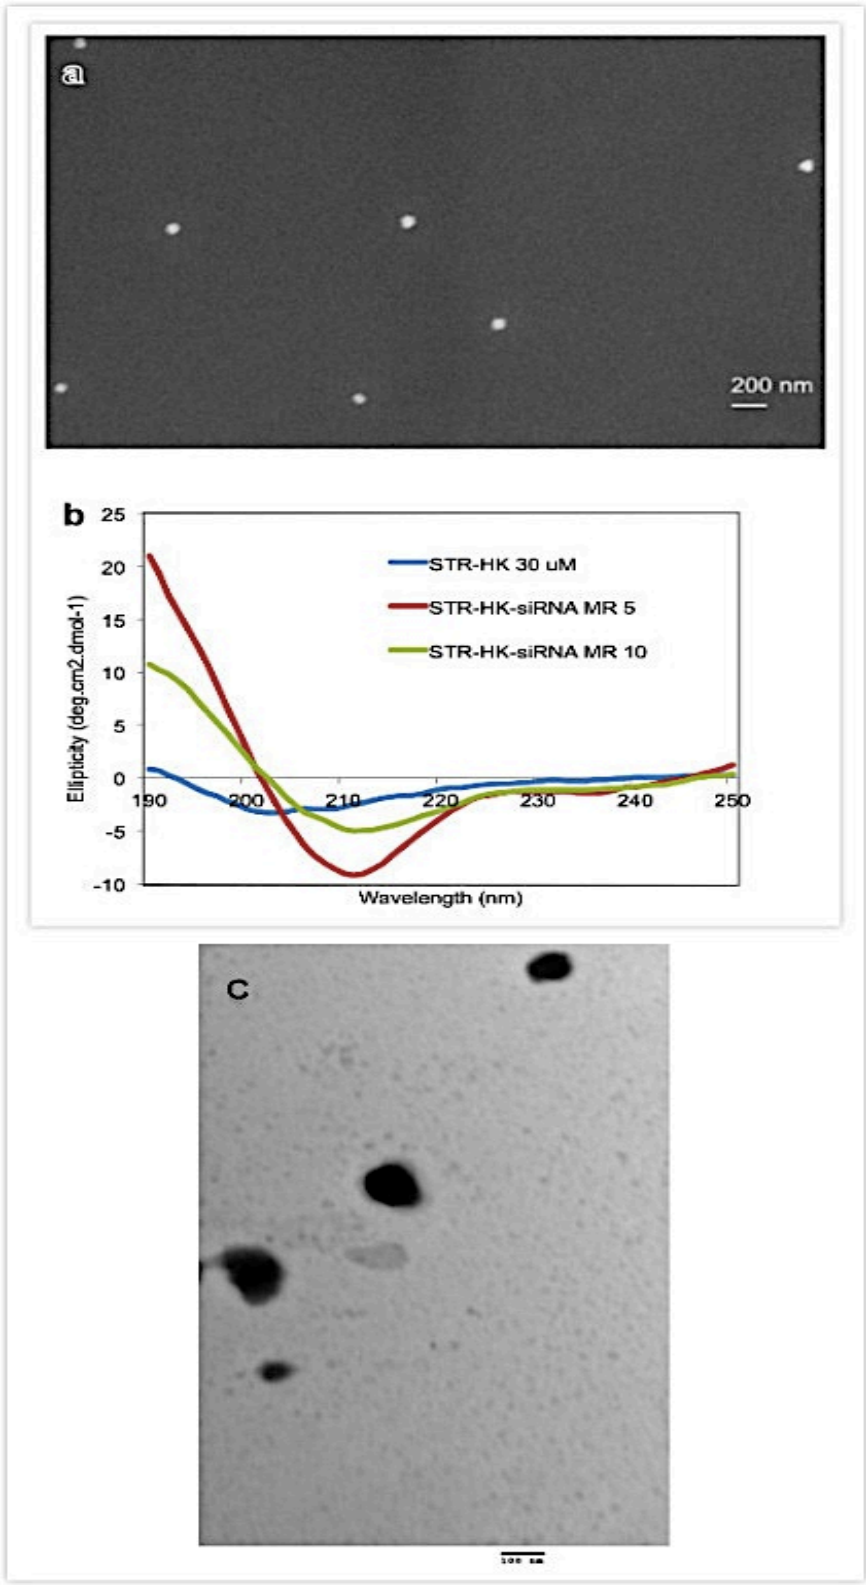 a
200 nm
b
25
20
15
10
5
0
-5
-10
Ellipticity (deg.cm2.dmol-1)
STR-HK 30 uM
STR-HK-siRNA MR 5
STR-HK-siRNA MR 10
190 200 210 220 230 240 250
Wavelength (nm)
C
100 nm